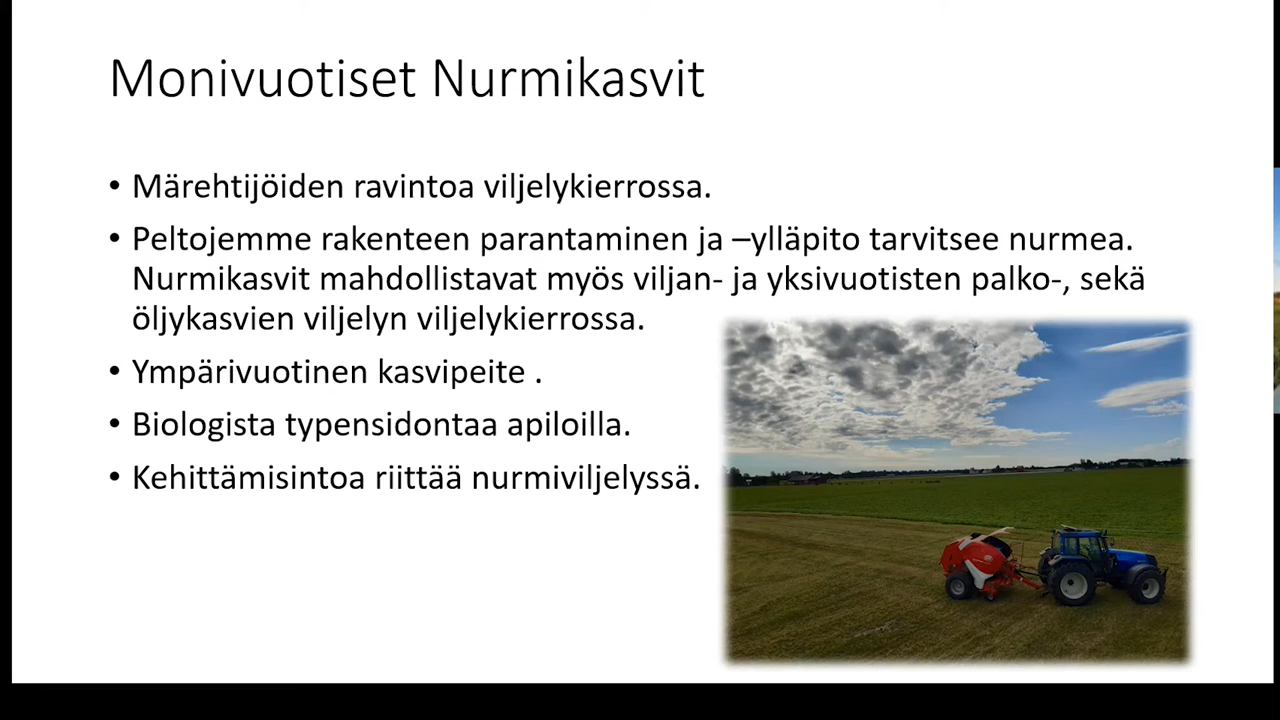 Monivuotiset Nurmikasvit
• Märehtijöiden ravintoa viljelykierrossa.
• Peltojemme rakenteen parantaminen ja –ylläpito tarvitsee nurmea.
Nurmikasvit mahdollistavat myös viljan- ja yksivuotisten palko-, sekä
öljykasvien viljelyn viljelykierrossa.
• Ympärivuotinen kasvipeite .
• Biologista typensidontaa apiloilla.
• Kehittämisintoa riittää nurmiviljelyssä.